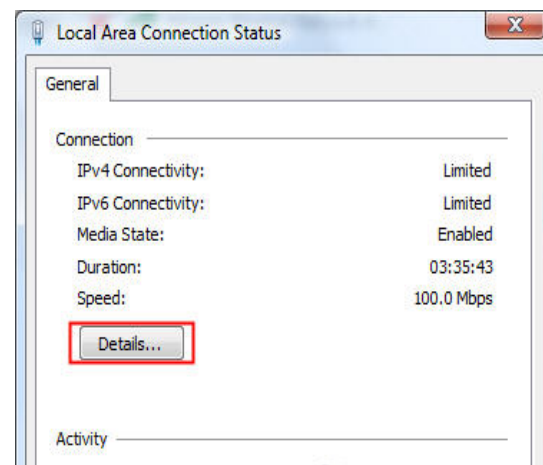 Local Area Connection Status
General
Connection
IPv4 Connectivity: Limited
IPv6 Connectivity: Limited
Media State: Enabled
Duration: 03:35:43
Speed: 100.0 Mbps
Details...
Activity